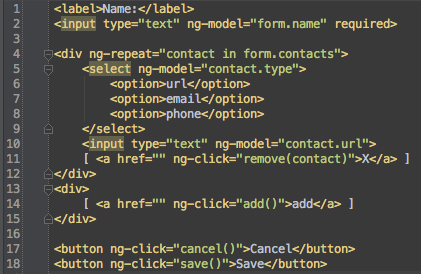 1 <label>Name:</label>
2 <input type="text" ng-model="form.name" required>
3
4 <div ng-repeat="contact in form.contacts">
5     <select ng-model="contact.type">
6         <option>url</option>
7         <option>email</option>
8         <option>phone</option>
9     </select>
10     <input type="text" ng-model="contact.url">
11     [ <a href="" ng-click="remove(contact)">X</a> ]
12 </div>
13 <div>
14     [ <a href="" ng-click="add()">add</a> ]
15 </div>
16
17 <button ng-click="cancel()">Cancel</button>
18 <button ng-click="save()">Save</button>